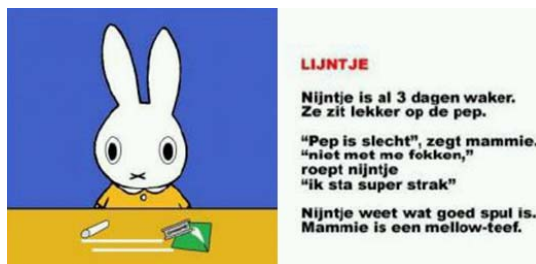 LIJNTJE
Nijntje is al 3 dagen waker.
Ze zit lekker op de pep.
"Pep is slecht", zegt mammie.
"niet met me fokken,"
roept nijntje
"ik sta super strak"
Nijntje weet wat goed spul is.
Mammie is een mellow-teef.